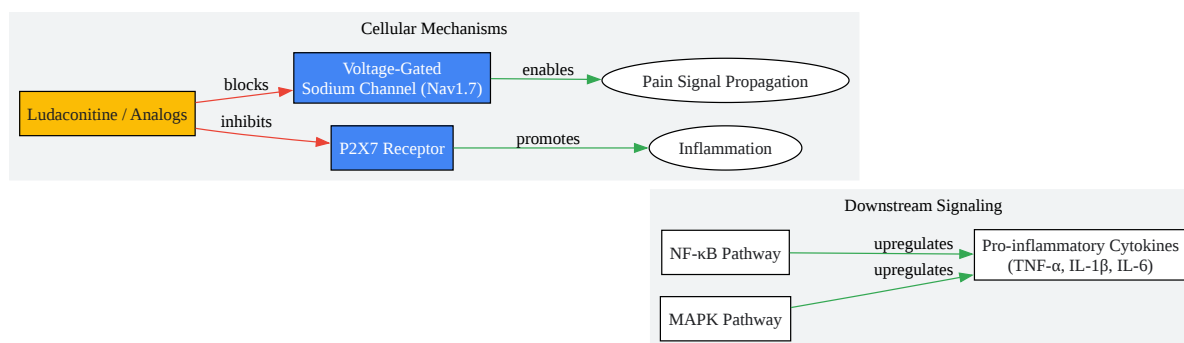 Cellular Mechanisms
Voltage-Gated
Sodium Channel (Nav1.7)
blocks
enables
Pain Signal Propagation
Ludaconitine / Analogs
inhibits
P2X7 Receptor
promotes
Inflammation
Downstream Signaling
NF-κB Pathway
upregulates
Pro-inflammatory Cytokines
(TNF-α, IL-1β, IL-6)
upregulates
MAPK Pathway